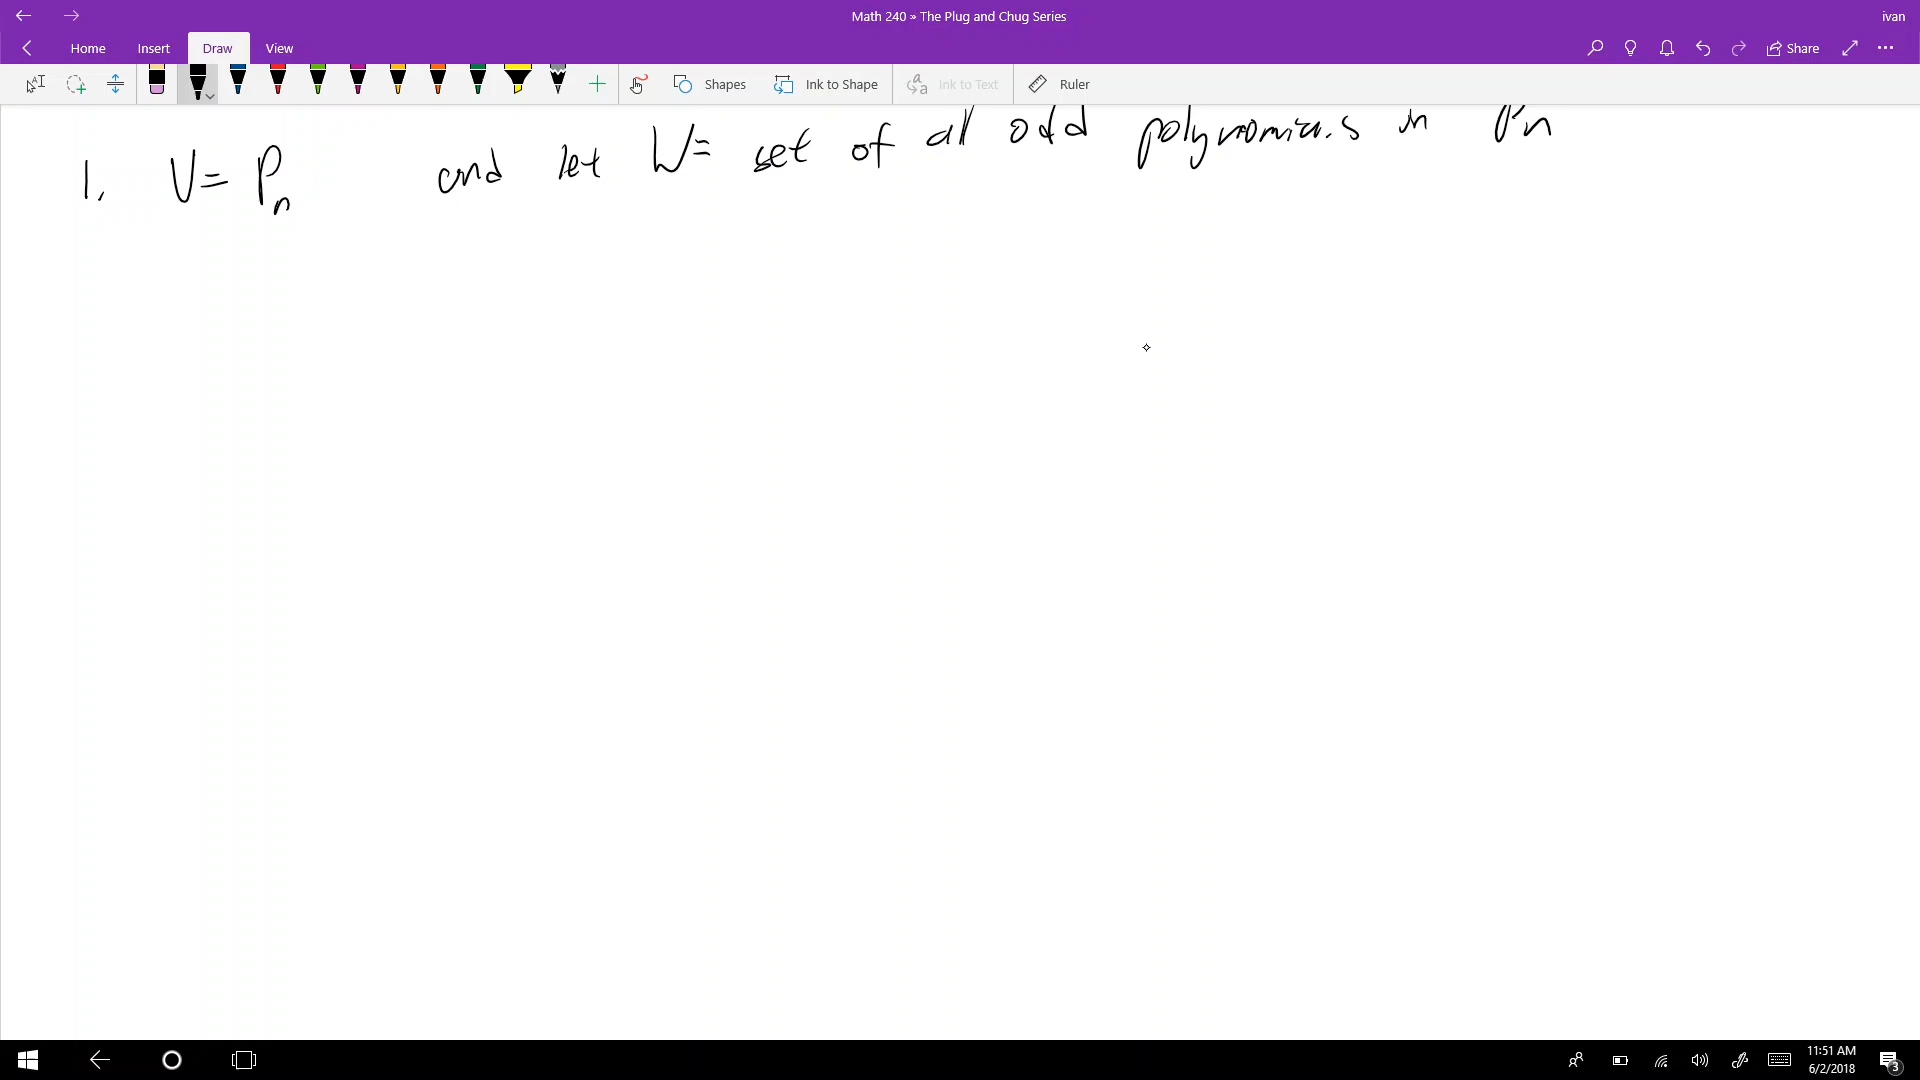 Math 240 » The Plug and Chug Series
ivan
Home Insert Draw View
Share
Shapes
Ink to Shape
Ink to Text
Ruler
1. V = Pn and let W = set of all odd polynomials in Pn
11:51 AM
6/2/2018
3